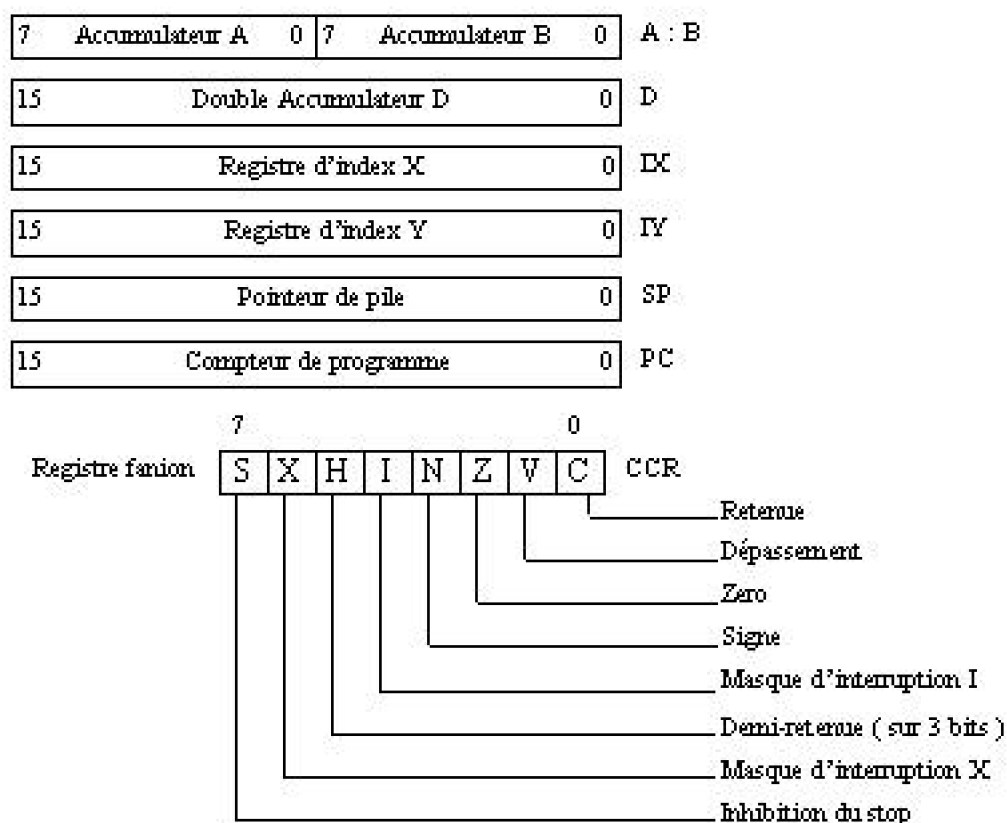 7 Accumulateur A 0 7 Accumulateur B 0 A : B
15 Double Accumulateur D 0 D
15 Registre d'index X 0 IX
15 Registre d'index Y 0 IY
15 Pointeur de pile 0 SP
15 Compteur de programme 0 PC
7 0
Registre fanion S X H I N Z V C CCR
Retenue
Dépassement
Zero
Signe
Masque d'interruption I
Demi-retenue ( sur 3 bits )
Masque d'interruption X
Inhibition du stop